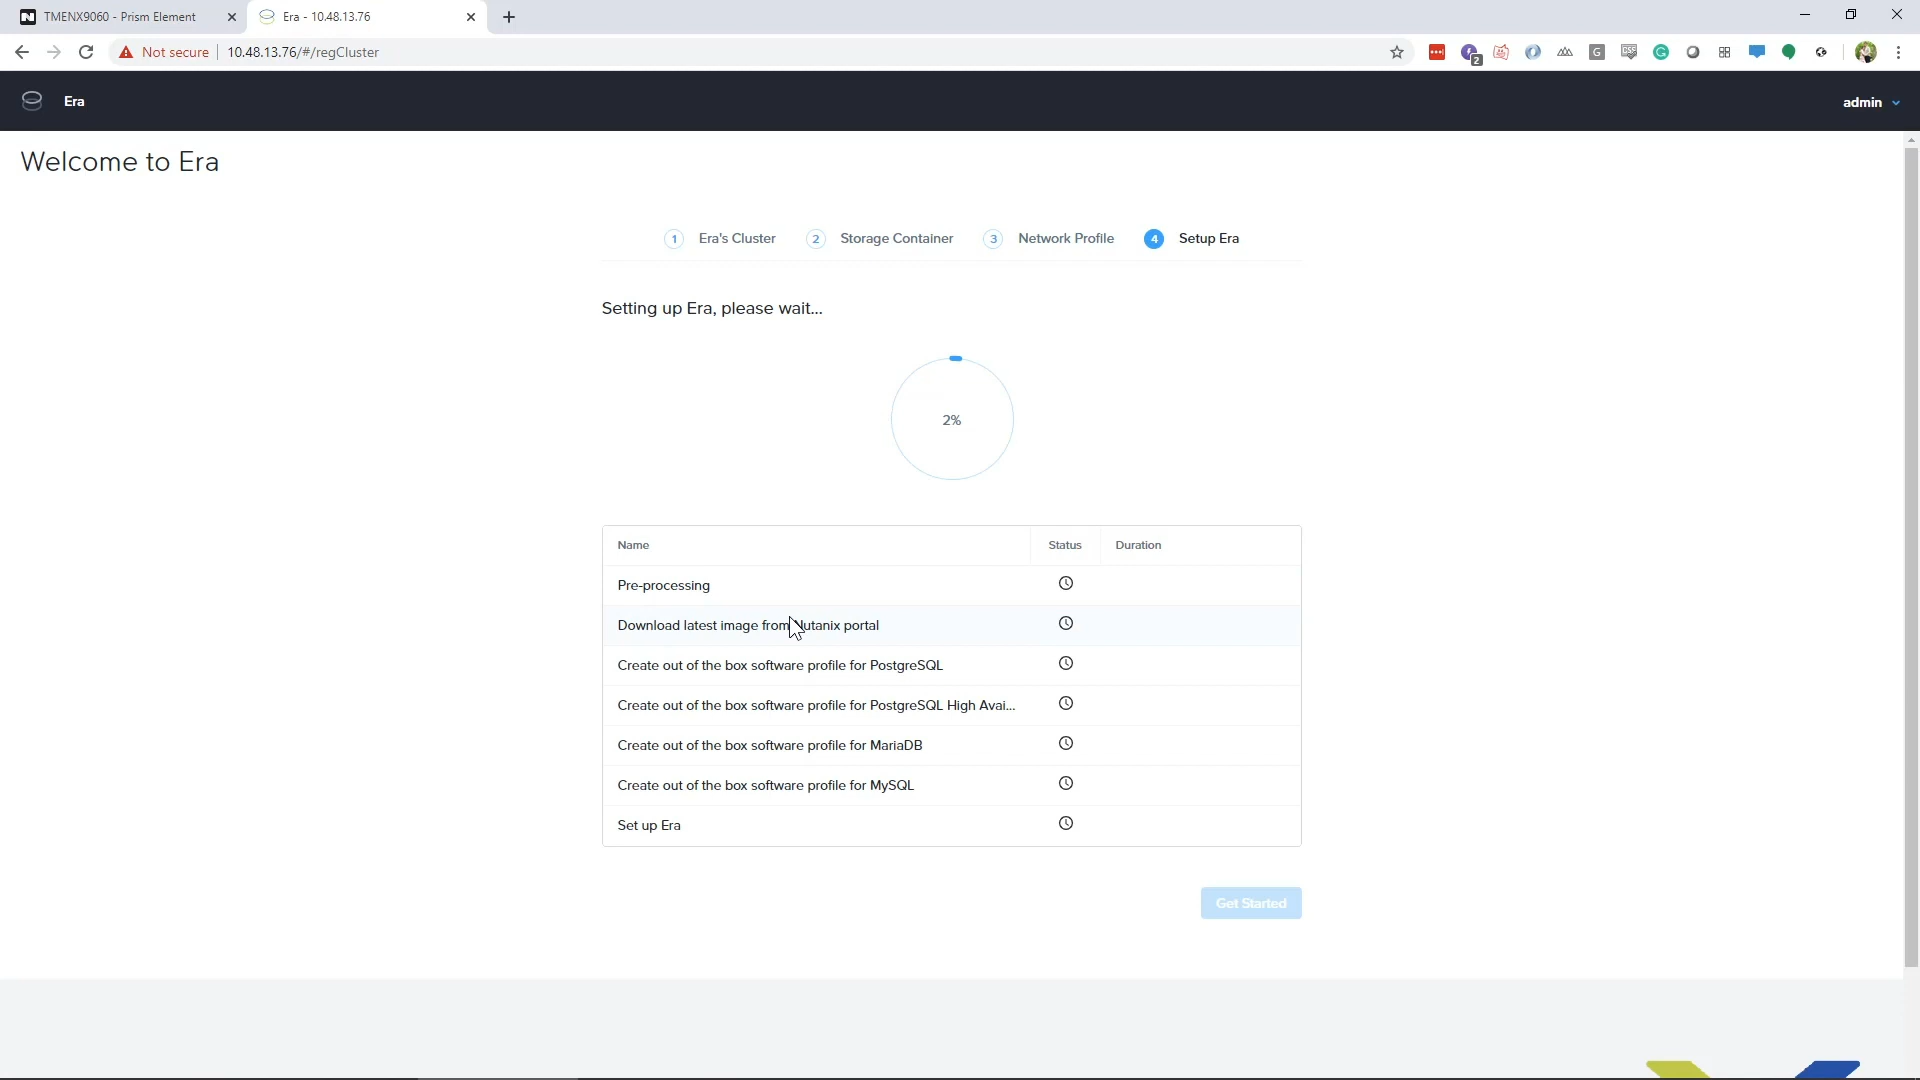 TMENX9060 - Prism Element
Era - 10.48.13.76
Not secure
10.48.13.76/#/regCluster
2
G
CSS
G
Era
admin
Welcome to Era
1 Era's Cluster
2 Storage Container
3 Network Profile
4 Setup Era
Setting up Era, please wait...
2%
Name Status Duration
Pre-processing
Download latest image from Nutanix portal
Create out of the box software profile for PostgreSQL
Create out of the box software profile for PostgreSQL High Avai...
Create out of the box software profile for MariaDB
Create out of the box software profile for MySQL
Set up Era
Get Started